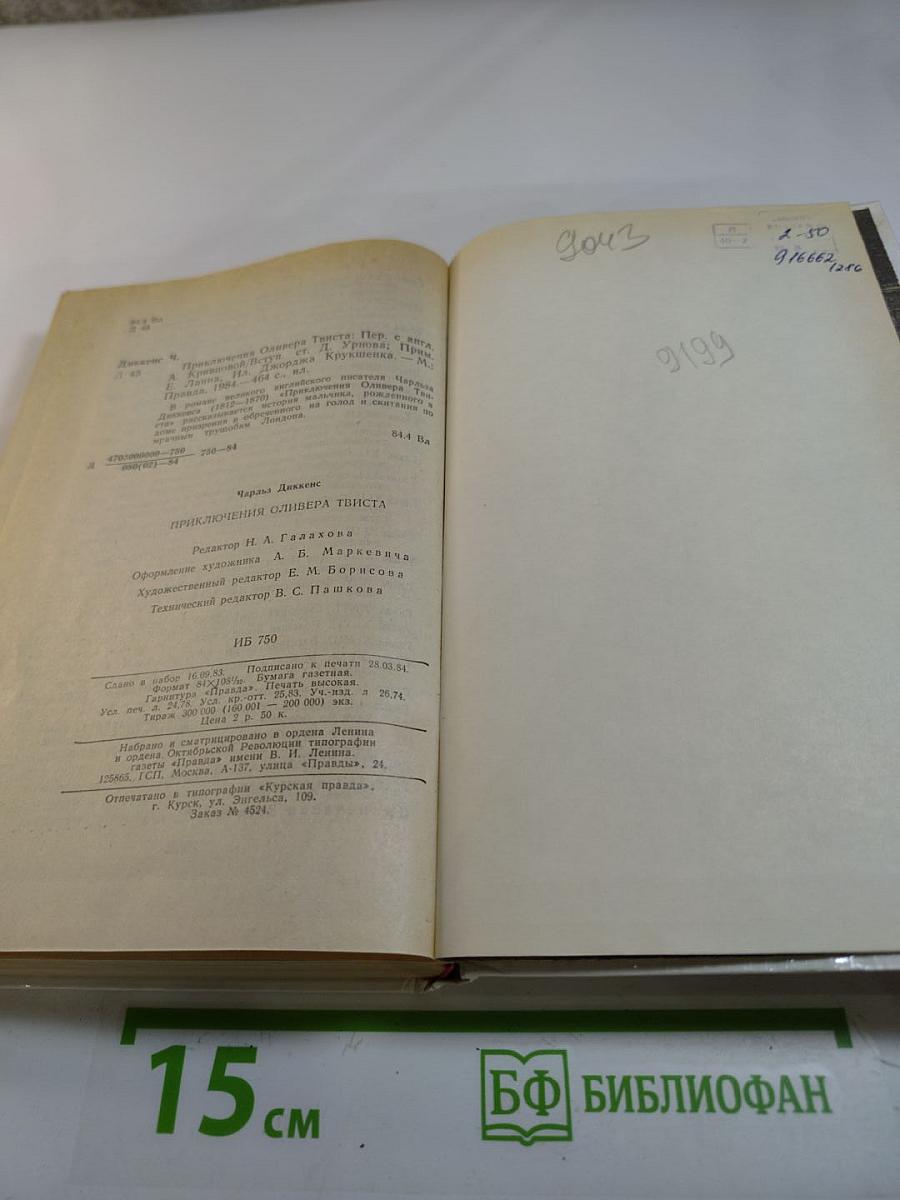 84.4 Вл
Д 45
Диккенс Ч.
Д 45 Приключения Оливера Твиста: Пер. с англ.
А. Кривцовой/Вступ. ст. Д. Урнова; Прим.
Е. Ланна, Ил. Джорджа Крукшенка. — М.:
Правда, 1984.—464 с., ил.
В романе великого английского писателя Чарльза
Диккенса (1812—1870) «Приключения Оливера Тви-
ста» рассказывается история мальчика, рожденного в
доме призрения и обреченного на голод и скитания по
мрачным трущобам Лондона.
84.4 Вл
Д 4703000000—750
080(02)—84 750—84
Чарльз Диккенс
ПРИКЛЮЧЕНИЯ ОЛИВЕРА ТВИСТА
Редактор Н. А. Галахова
Оформление художника А. Б. Маркевича
Художественный редактор Е. М. Борисова
Технический редактор В. С. Пашкова
ИБ 750
Сдано в набор 16.09.83. Подписано к печати 28.03.84.
Формат 84×108¹/₃₂. Бумага газетная.
Гарнитура «Правда». Печать высокая.
Усл. печ. л. 24,78. Усл. кр.-отт. 25,83. Уч.-изд. л 26,74.
Тираж 300 000 (160 001 — 200 000) экз.
Цена 2 р. 50 к.
Набрано и сматрицировано в ордена Ленина
и ордена Октябрьской Революции типографии
газеты «Правда» имени В. И. Ленина.
125865, ГСП, Москва, А-137, улица «Правды», 24.
Отпечатано в типографии «Курская правда»,
г. Курск, ул. Энгельса, 109.
Заказ № 4524.
9043
2-50
916662
1286
9199
15 см
БФ БИБЛИОФАН